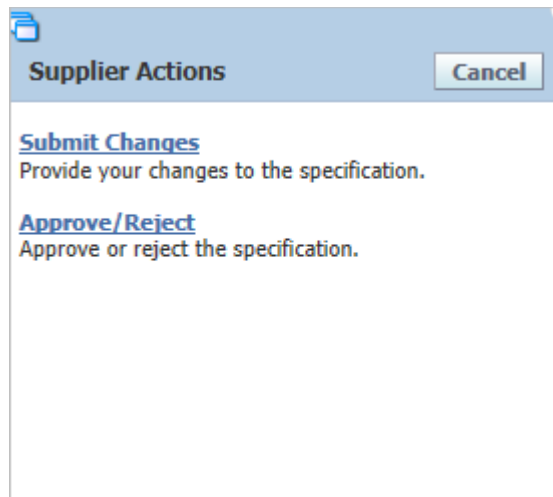 Supplier Actions
Cancel
Submit Changes
Provide your changes to the specification.
Approve/Reject
Approve or reject the specification.